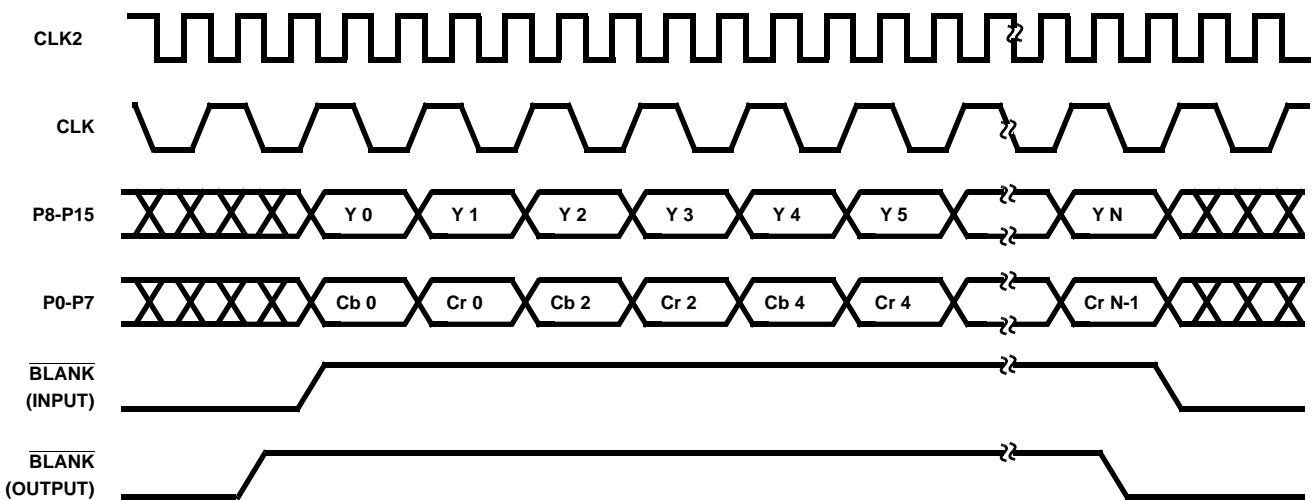 CLK2
CLK
P8-P15
Y 0 Y 1 Y 2 Y 3 Y 4 Y 5 Y N
P0-P7
Cb 0 Cr 0 Cb 2 Cr 2 Cb 4 Cr 4 Cr N-1
BLANK
(INPUT)
BLANK
(OUTPUT)